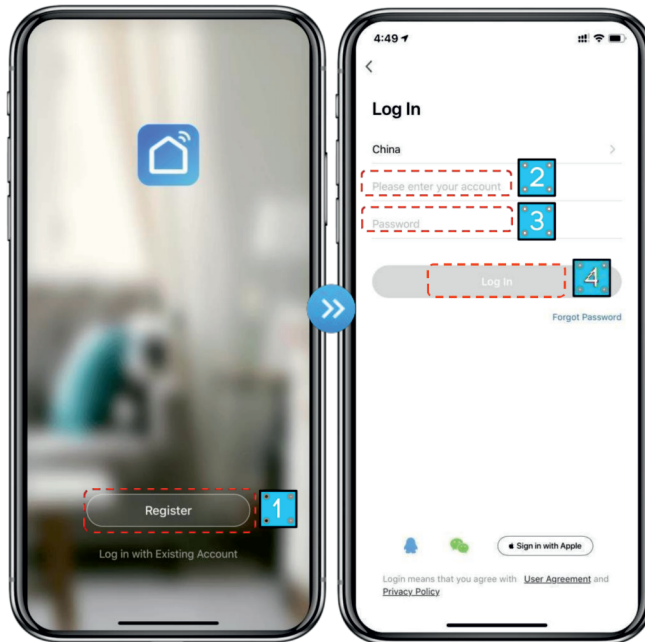 Register
1
Log in with Existing Account
4:49
Log In
China
Please enter your account
2
Password
3
Log In
4
Forgot Password
Sign in with Apple
Login means that you agree with User Agreement and
Privacy Policy